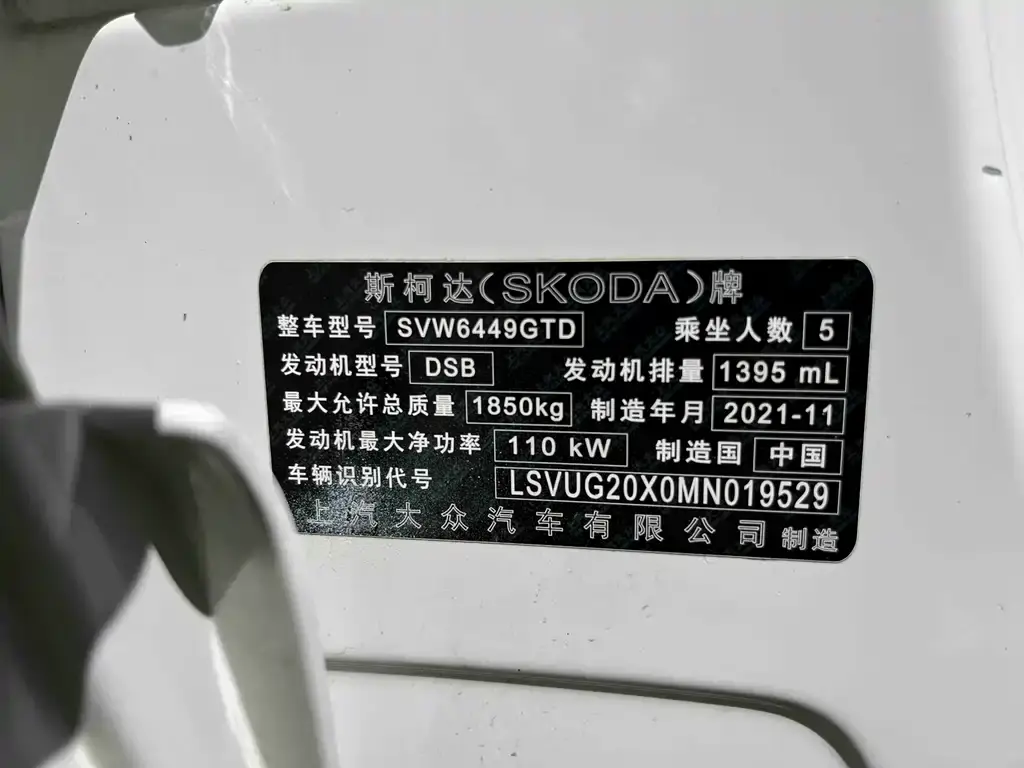 斯柯达(SKODA)牌
整车型号 SVW6449GTD 乘坐人数 5
发动机型号 DSB 发动机排量 1395 mL
最大允许总质量 1850kg 制造年月 2021-11
发动机最大净功率 110 kW 制造国 中国
车辆识别代号 LSVUG20X0MN019529
上汽大众汽车有限公司 制造